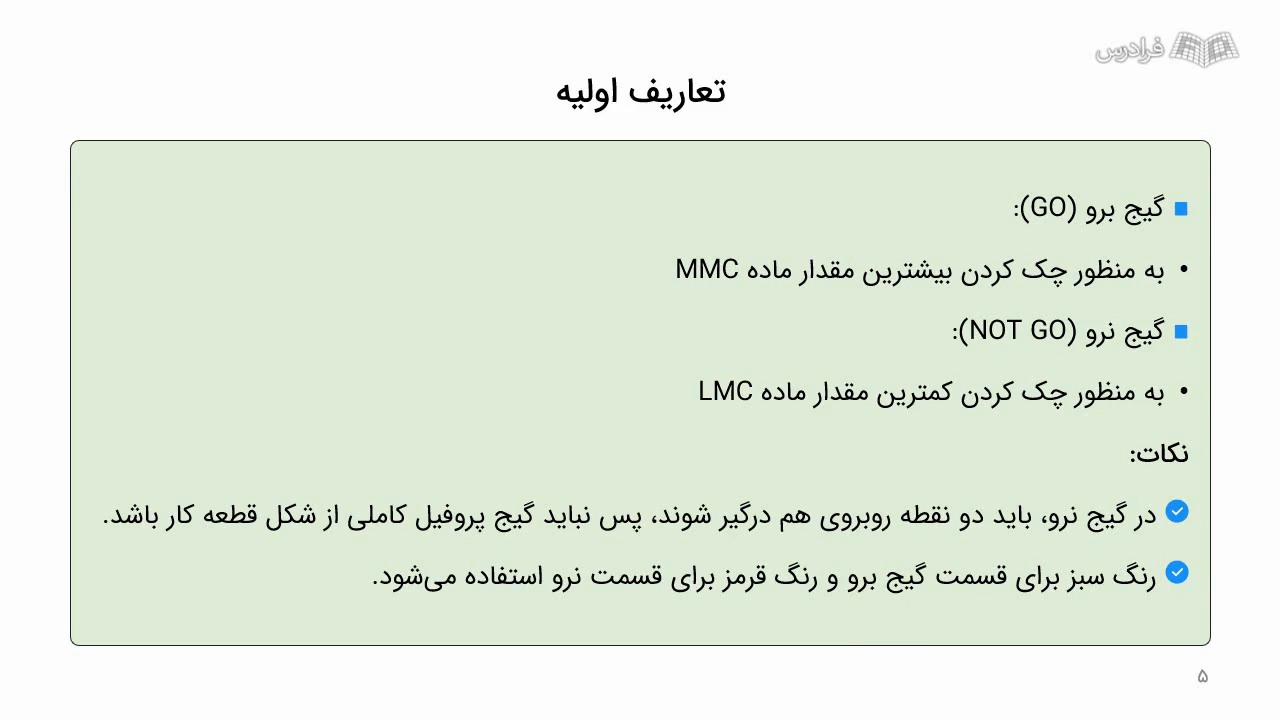 فرادرس
تعاریف اولیه
گیج برو (GO):
• به منظور چک کردن بیشترین مقدار ماده MMC
گیج نرو (NOT GO):
• به منظور چک کردن کمترین مقدار ماده LMC
نکات:
در گیج نرو، باید دو نقطه روبروی هم درگیر شوند، پس نباید گیج پروفیل کاملی از شکل قطعه کار باشد.
رنگ سبز برای قسمت گیج برو و رنگ قرمز برای قسمت نرو استفاده می‌شود.
۵